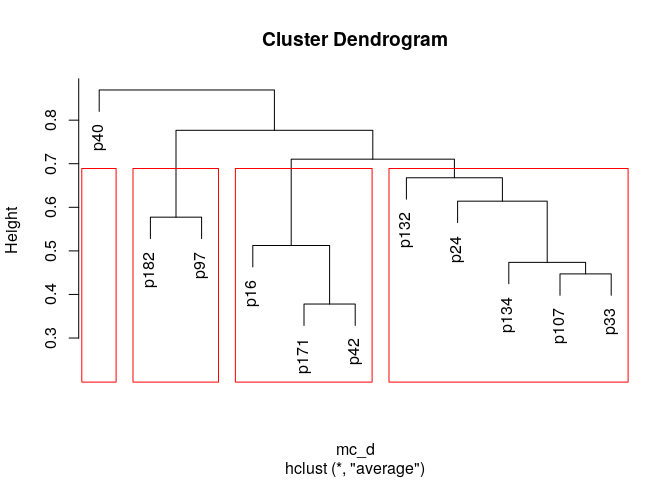 Cluster Dendrogram
Height
0.8
0.7
0.6
0.5
0.4
0.3
p40
p182
p97
p16
p171
p42
p132
p24
p134
p107
p33
mc_d
hclust (*, "average")